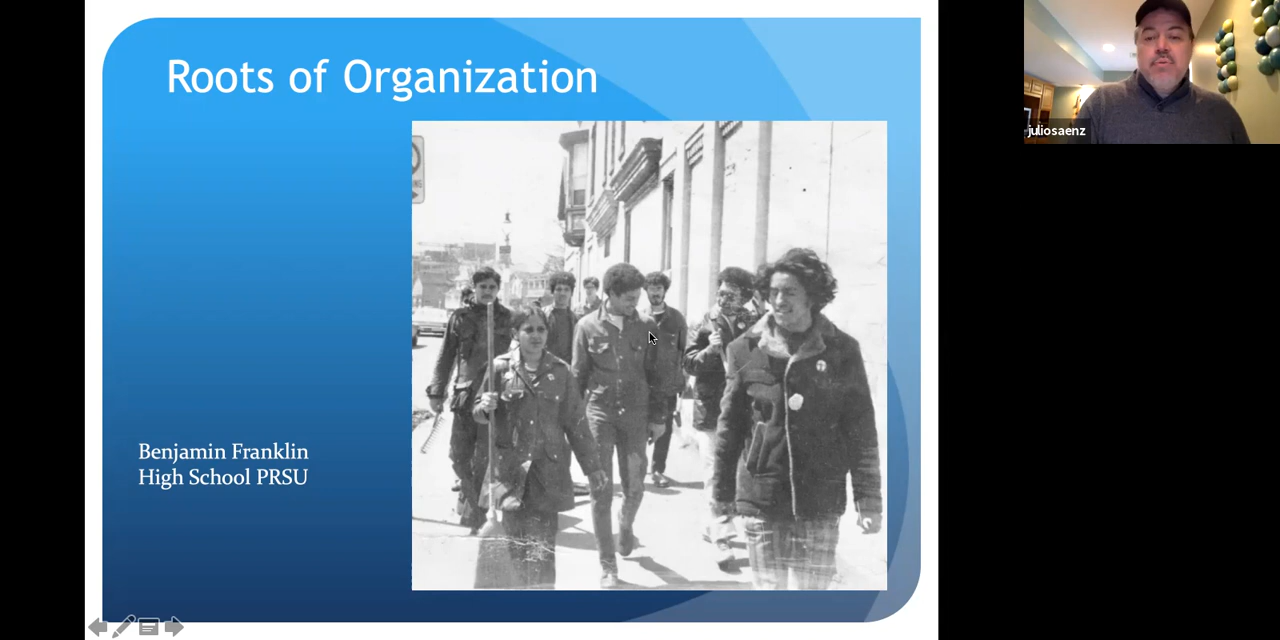 Roots of Organization
juliosaenz
Benjamin Franklin
High School PRSU